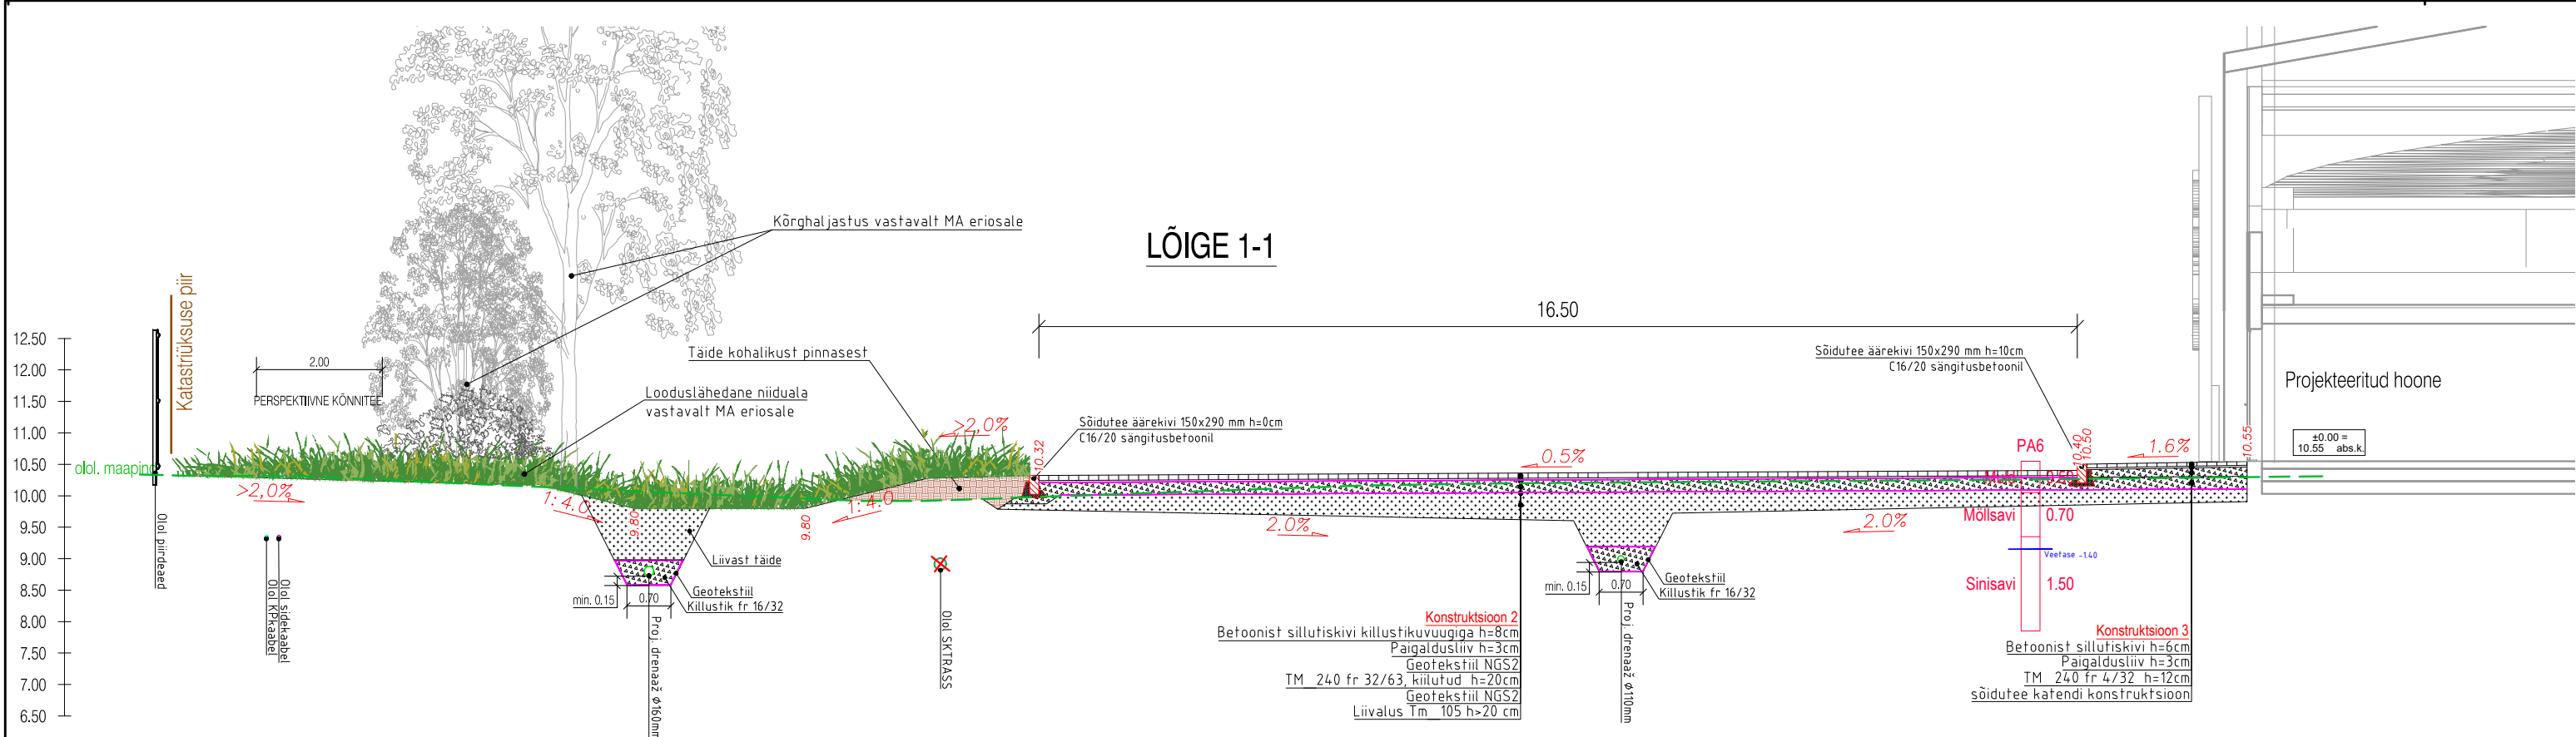 LÕIGE 1-1
Kõrghaljastus vastavalt MA eriosale
16.50
Katastriüksuse piir
2.00
PERSPEKTIIVNE KÕNNITEE
Täide kohalikust pinnasest
Looduslähedane niiduala
vastavalt MA eriosale
Sõidutee äärekivi 150x290 mm h=0cm
C16/20 sängitusbetoonil
Sõidutee äärekivi 150x290 mm h=10cm
C16/20 sängitusbetoonil
Projekteeritud hoone
±0.00 =
10.55 abs.k.
12.50
12.00
11.50
11.00
10.50
10.00
9.50
9.00
8.50
8.00
7.50
7.00
6.50
olol. maapind
>2,0%
1:4.0
9.80
9.80
1:4.0
>2,0%
10.32
0.5%
2.0%
2.0%
10.40
10.50
1.6%
10.55
Olol piirdeaed
Olol KPkaabel
Olol sidekaabel
Liivast täide
Geotekstiil
Killustik fr 16/32
min. 0.15
0.70
Proj. drenaaž Ø160mm
Olol SKTRASS
Geotekstiil
Killustik fr 16/32
min. 0.15
0.70
Proj. drenaaž Ø110mm
PA6
Muld
Möllsavi 0.70
Veetase -1.40
Sinisavi 1.50
Konstruktsioon 2
Betoonist sillutiskivi killustikuvuugiga h=8cm
Paigaldusliiv h=3cm
Geotekstiil NGS2
TM_240 fr 32/63, kiilutud h=20cm
Geotekstiil NGS2
Liivalus Tm_105 h>20 cm
Konstruktsioon 3
Betoonist sillutiskivi h=6cm
Paigaldusliiv h=3cm
TM_240 fr 4/32 h=12cm
sõidutee katendi konstruktsioon